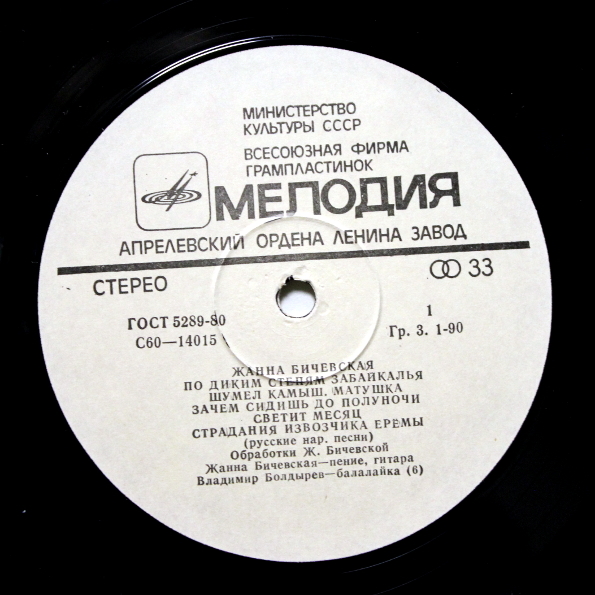 МИНИСТЕРСТВО
КУЛЬТУРЫ СССР
ВСЕСОЮЗНАЯ ФИРМА
ГРАМПЛАСТИНОК
МЕЛОДИЯ
АПРЕЛЕВСКИЙ ОРДЕНА ЛЕНИНА ЗАВОД
СТЕРЕО
33
ГОСТ 5289-80
1
С60—14015
Гр. 3. 1-90
ЖАННА БИЧЕВСКАЯ
ПО ДИКИМ СТЕПЯМ ЗАБАЙКАЛЬЯ
ШУМЕЛ КАМЫШ. МАТУШКА
ЗАЧЕМ СИДИШЬ ДО ПОЛУНОЧИ
СВЕТИТ МЕСЯЦ
СТРАДАНИЯ ИЗВОЗЧИКА ЕРЕМЫ
(русские нар. песни)
Обработки Ж. Бичевской
Жанна Бичевская—пение, гитара
Владимир Болдырев—балалайка (6)